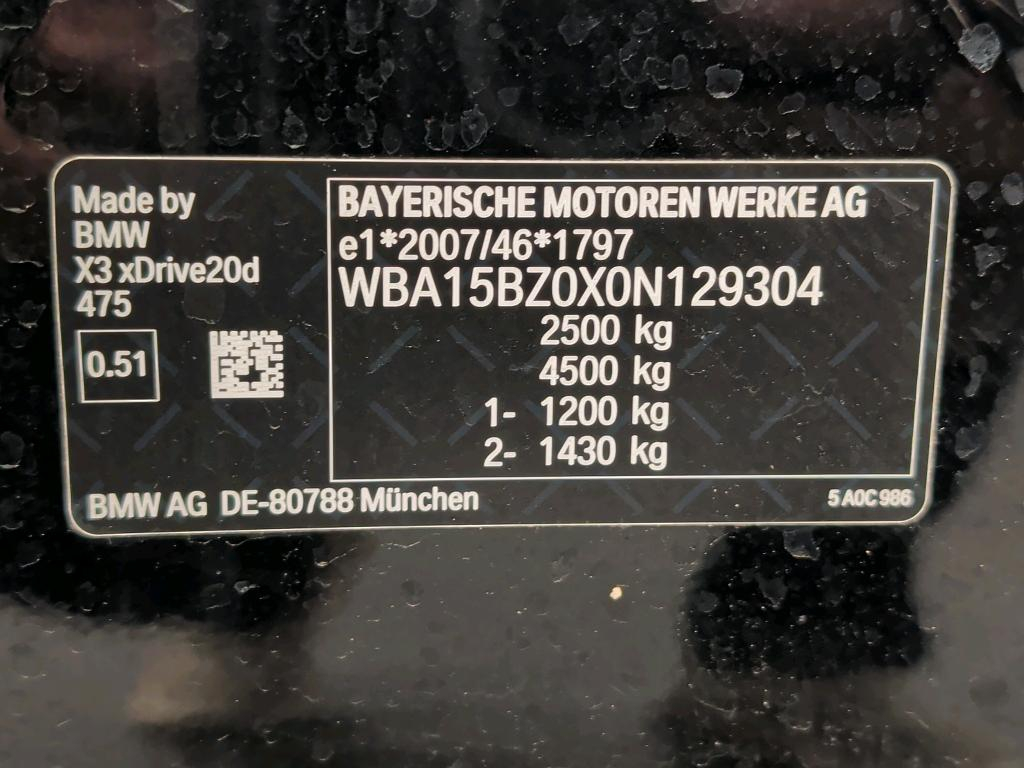 Made by
BMW
X3 xDrive20d
475
0.51
BAYERISCHE MOTOREN WERKE AG
e1*2007/46*1797
WBA15BZ0X0N129304
2500 kg
4500 kg
1- 1200 kg
2- 1430 kg
BMW AG DE-80788 München
5 A0C 986